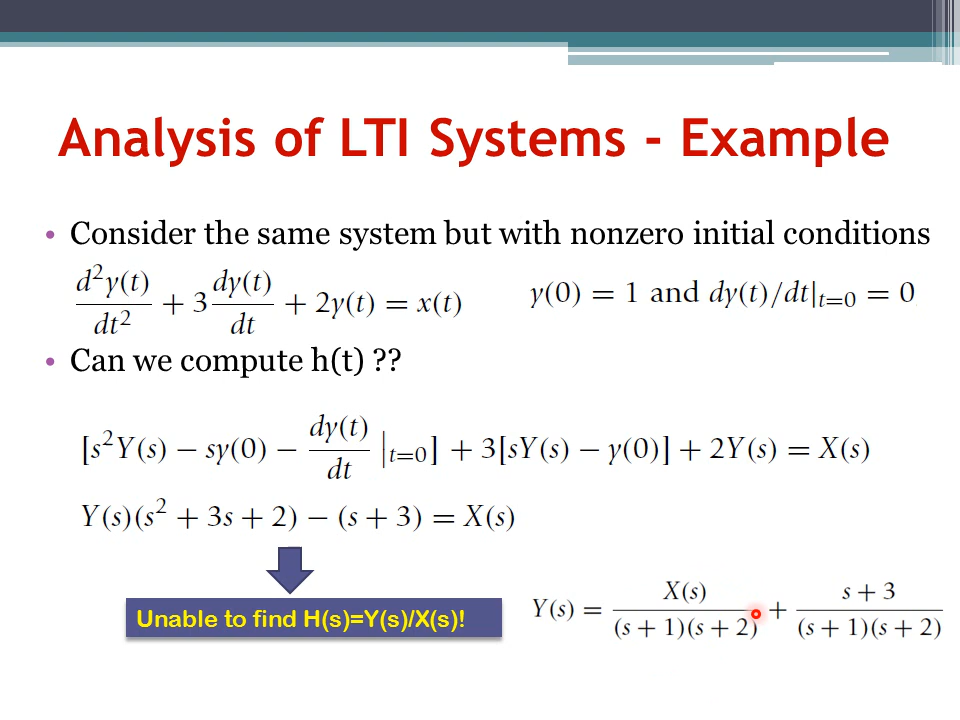 Analysis of LTI Systems - Example
• Consider the same system but with nonzero initial conditions
d²y(t)/dt² + 3 dy(t)/dt + 2y(t) = x(t)    y(0) = 1 and dy(t)/dt|t=0 = 0
• Can we compute h(t) ??
[s²Y(s) − sy(0) − dy(t)/dt |t=0] + 3[sY(s) − y(0)] + 2Y(s) = X(s)
Y(s)(s² + 3s + 2) − (s + 3) = X(s)
Unable to find H(s)=Y(s)/X(s)!
Y(s) = X(s)/(s + 1)(s + 2) + s + 3/(s + 1)(s + 2)